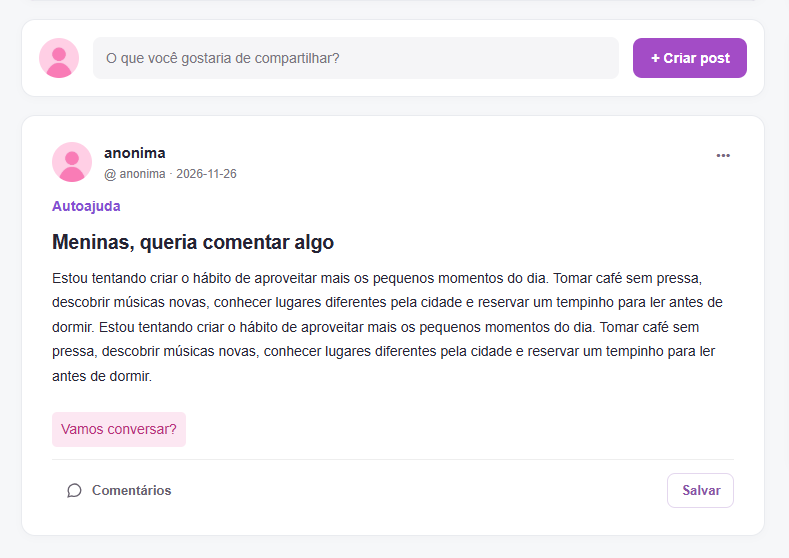 O que você gostaria de compartilhar?
+ Criar post
anonima
@ anonima · 2026-11-26
•••
Autoajuda
Meninas, queria comentar algo
Estou tentando criar o hábito de aproveitar mais os pequenos momentos do dia. Tomar café sem pressa,
descobrir músicas novas, conhecer lugares diferentes pela cidade e reservar um tempinho para ler antes de
dormir. Estou tentando criar o hábito de aproveitar mais os pequenos momentos do dia. Tomar café sem
pressa, descobrir músicas novas, conhecer lugares diferentes pela cidade e reservar um tempinho para ler
antes de dormir.
Vamos conversar?
Comentários
Salvar